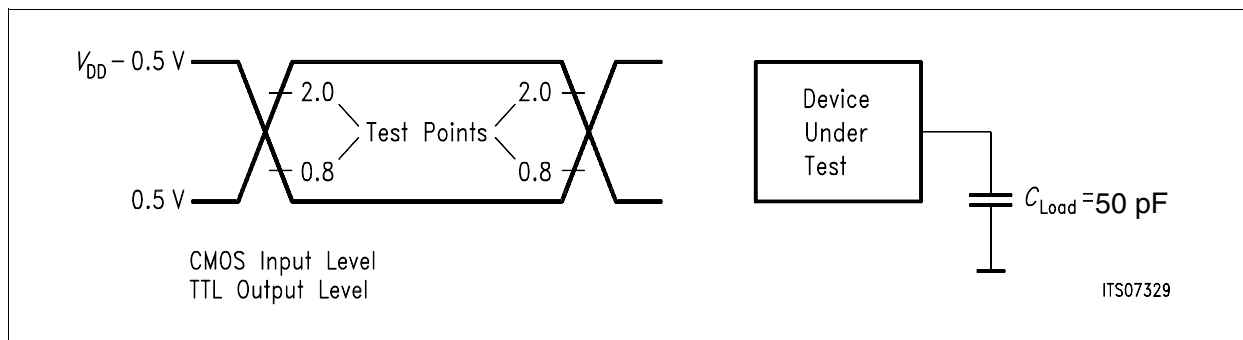 V_DD – 0.5 V
2.0
2.0
Test Points
0.8
0.8
0.5 V
CMOS Input Level
TTL Output Level
Device
Under
Test
C_Load = 50 pF
ITS07329